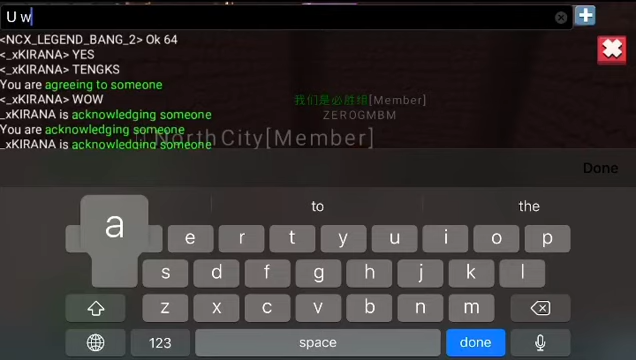 U w
<NCX_LEGEND_BANG_2> Ok 64
<_xKIRANA> YES
<_xKIRANA> TENGKS
You are agreeing to someone
<_xKIRANA> WOW
_xKIRANA is acknowledging someone
You are acknowledging someone
_xKIRANA is acknowledging someone
我们是必胜组[Member]
ZEROGMBM
NorthCity[Member]
Done
to the
a
e r t y u i o p
s d f g h j k l
z x c v b n m
123 space done